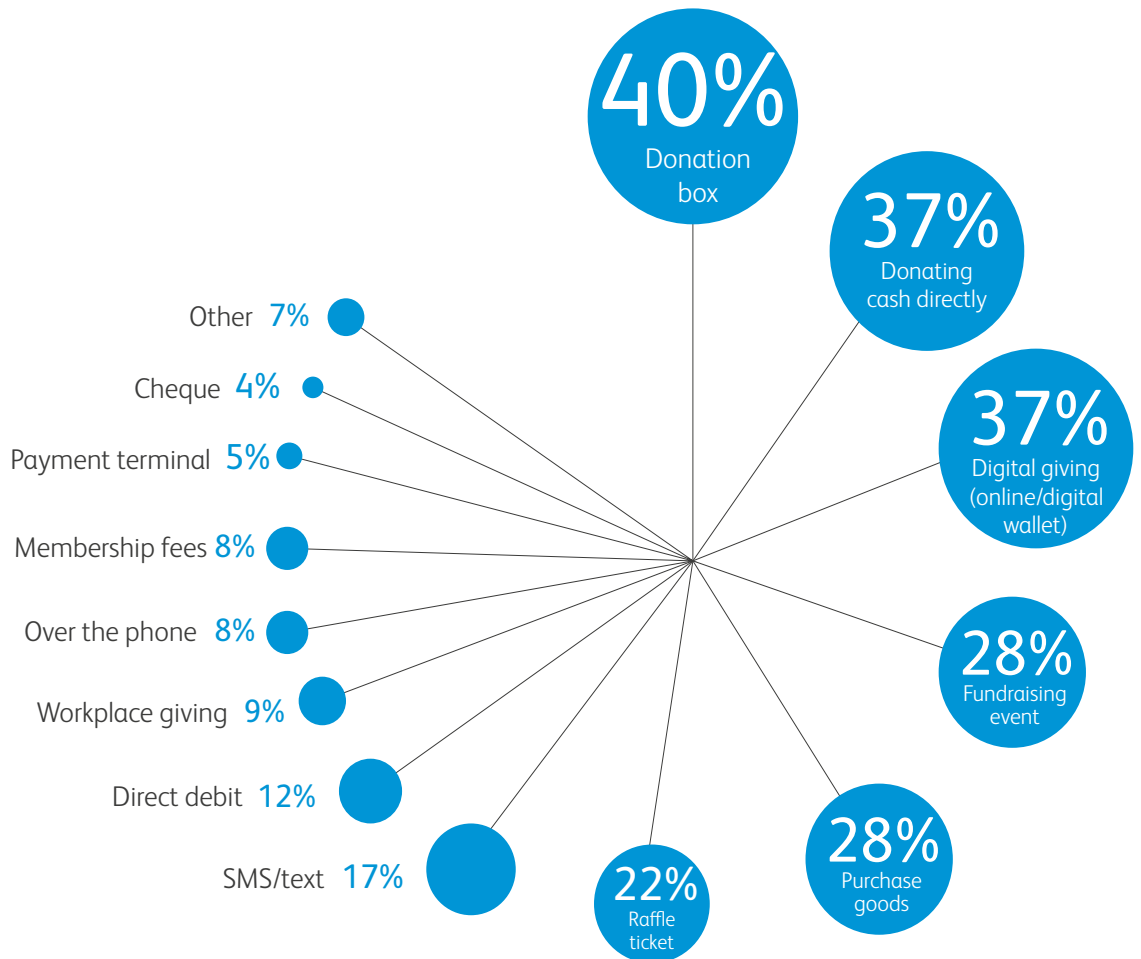 40%
Donation
box
37%
Donating
cash directly
37%
Digital giving
(online/digital
wallet)
28%
Fundraising
event
28%
Purchase
goods
22%
Raffle
ticket
SMS/text 17%
Direct debit 12%
Workplace giving 9%
Over the phone 8%
Membership fees 8%
Payment terminal 5%
Cheque 4%
Other 7%